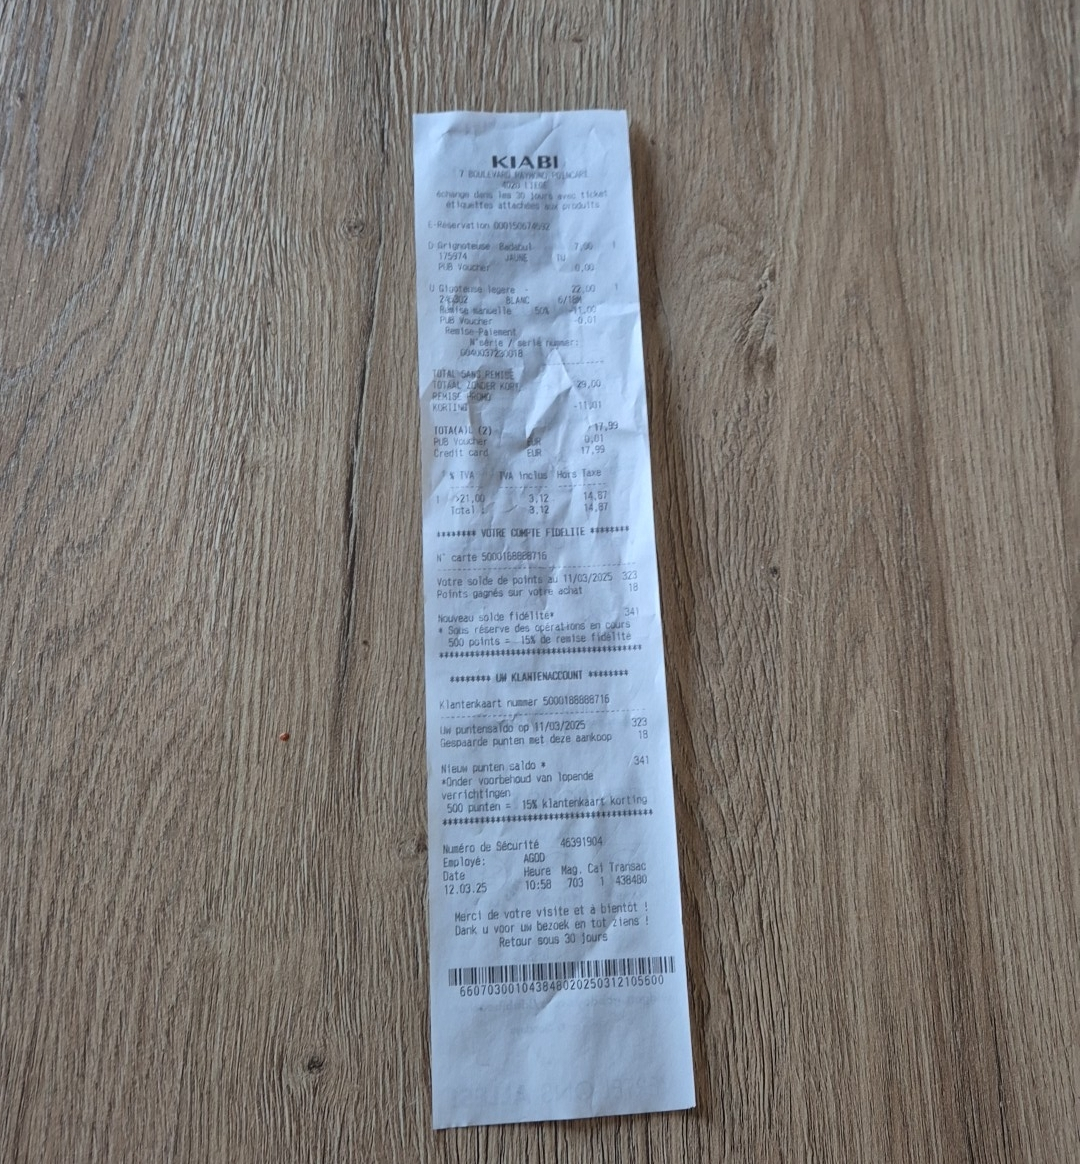 KIABI
7 BOULEVARD RAYMOND POINCARE
4020 LIEGE
échange dans les 30 jours avec ticket
étiquettes attachées aux produits
E-Réservation
Grignoteuse Badabul 7,00 1
175974 JAUNE TU
PUB Voucher 0,00
légère - 22,00 1
BLANC
Remise manuelle 50% -11,00
PUB Voucher -0,01
Remise-Paiement
N°série / serie nummer:
TOTAL SANS REMISE
TOTAAL ZONDER KORT. 29,00
REMISE PROMO
KORTING -11,01
TOTA(A)L (2) 17,99
PUB Voucher EUR 0,01
Credit card EUR 17,99
% TVA TVA inclus Hors Taxe
1 >21,00 3,12 14,87
Total : 3,12 14,87
******** VOTRE COMPTE FIDELITE ********
N° carte 5000188888716
Votre solde de points au 11/03/2025 323
Points gagnés sur votre achat 18
Nouveau solde fidélité* 341
* Sous réserve des opérations en cours
500 points = 15% de remise fidélité
******** UW KLANTENACCOUNT ********
Klantenkaart nummer 5000188888716
Uw puntensaldo op 11/03/2025 323
Gespaarde punten met deze aankoop 18
Nieuw punten saldo * 341
*Onder voorbehoud van lopende
verrichtingen
500 punten = 15% klantenkaart korting
Numéro de Sécurité 46391904
Employé: AGOD
Date Heure Mag. Cai Transac
12.03.25 10:58 703 1 438480
Merci de votre visite et à bientôt !
Dank u voor uw bezoek en tot ziens !
Retour sous 30 jours
660703001043848020250312105600